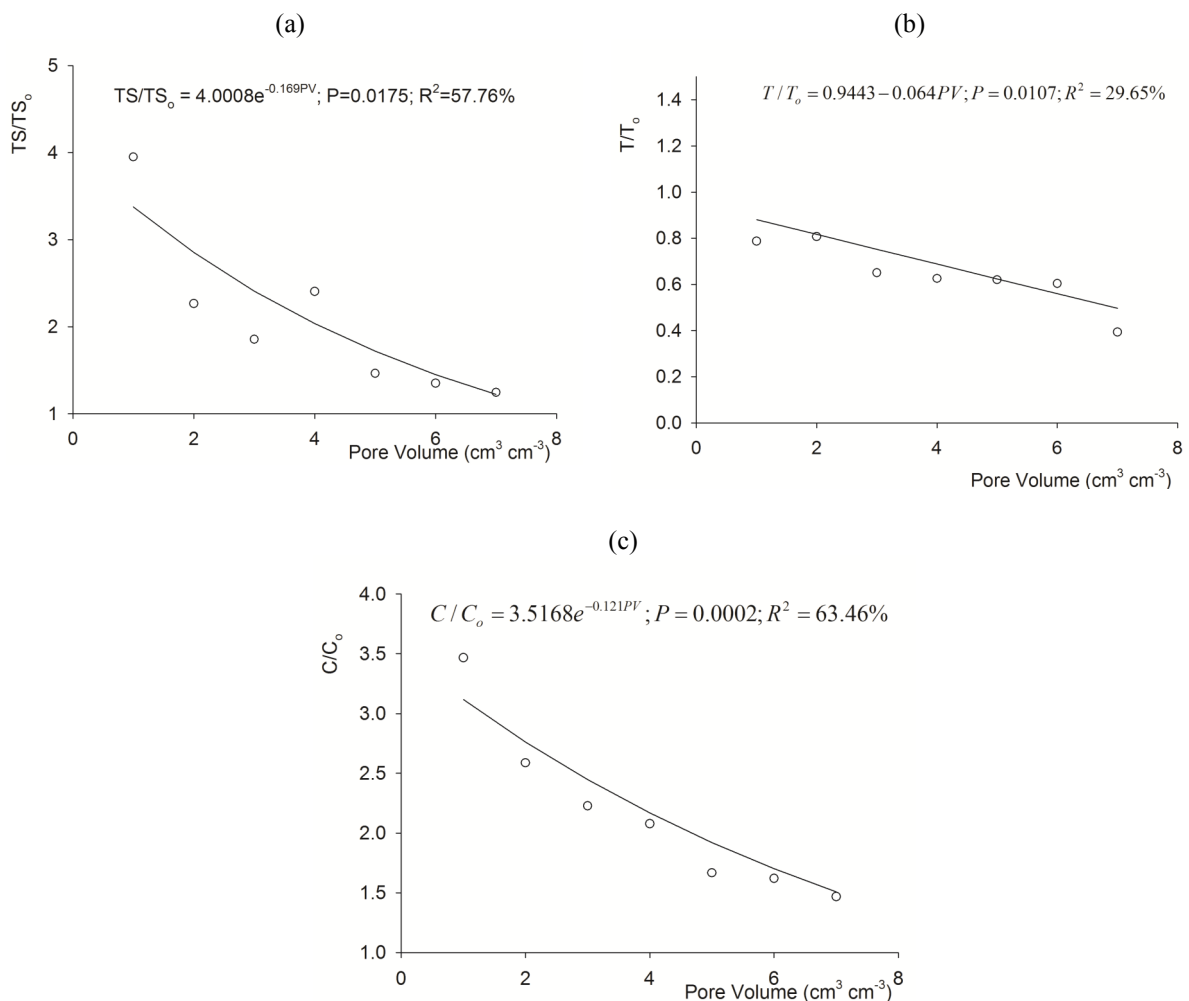 (a)
TS/TSₒ = 4.0008e^-0.169PV; P=0.0175; R²=57.76%
TS/TSₒ
5
4
3
2
1
0
2
4
6
8
Pore Volume (cm³ cm⁻³)
(b)
T/Tₒ = 0.9443−0.064PV; P = 0.0107; R² = 29.65%
T/Tₒ
1.4
1.2
1.0
0.8
0.6
0.4
0.2
0.0
0
2
4
6
8
Pore Volume (cm³ cm⁻³)
(c)
C/Cₒ = 3.5168e^−0.121PV; P = 0.0002; R² = 63.46%
C/Cₒ
4.0
3.5
3.0
2.5
2.0
1.5
1.0
0
2
4
6
8
Pore Volume (cm³ cm⁻³)